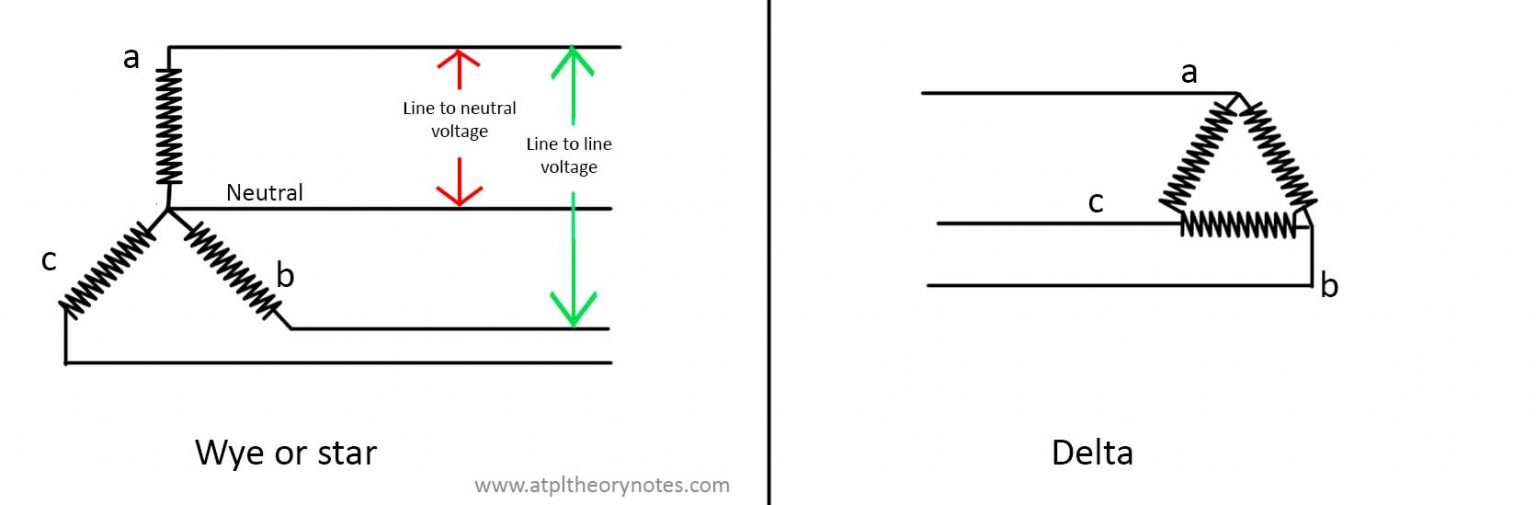 a
Line to neutral
voltage
Line to line
voltage
Neutral
c
b
Wye or star
www.atpltheorynotes.com
a
c
b
Delta